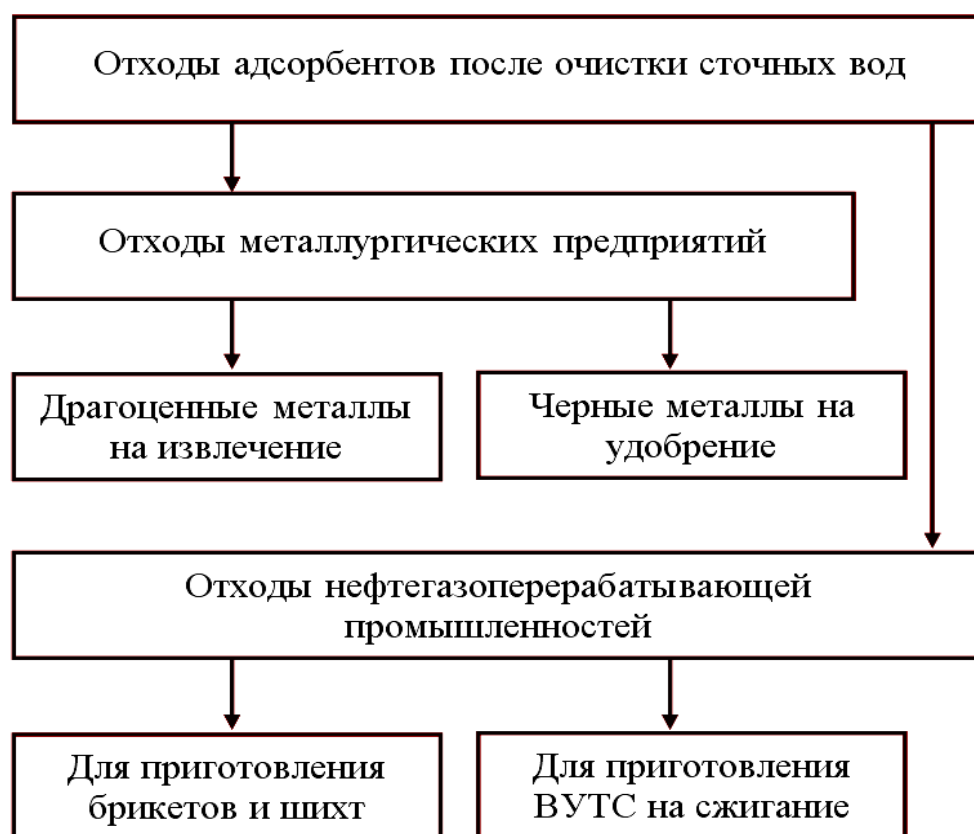 Отходы адсорбентов после очистки сточных вод
Отходы металлургических предприятий
Драгоценные металлы
на извлечение
Черные металлы на
удобрение
Отходы нефтегазоперерабатывающей
промышленностей
Для приготовления
брикетов и шихт
Для приготовления
ВУТС на сжигание